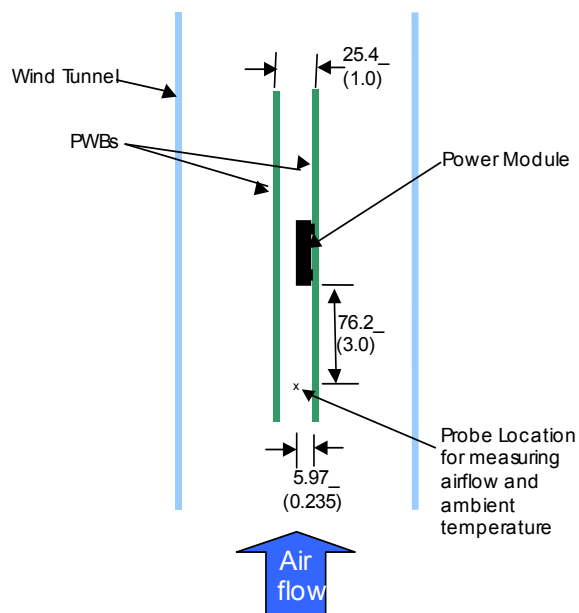 25.4_
(1.0)
Wind Tunnel
PWBs
Power Module
76.2_
(3.0)
x
Probe Location
for measuring
airflow and
ambient
temperature
5.97_
(0.235)
Air
flow